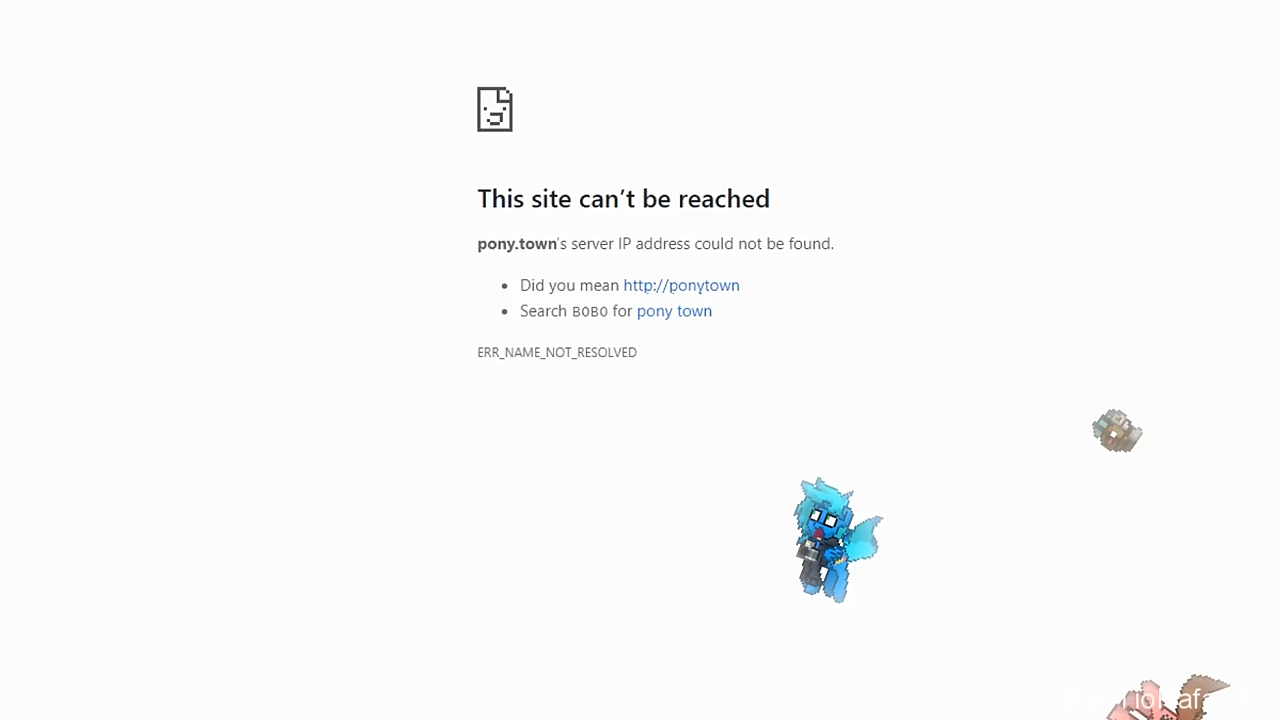 This site can’t be reached
pony.town's server IP address could not be found.
Did you mean http://ponytown
Search BOBO for pony town
ERR_NAME_NOT_RESOLVED